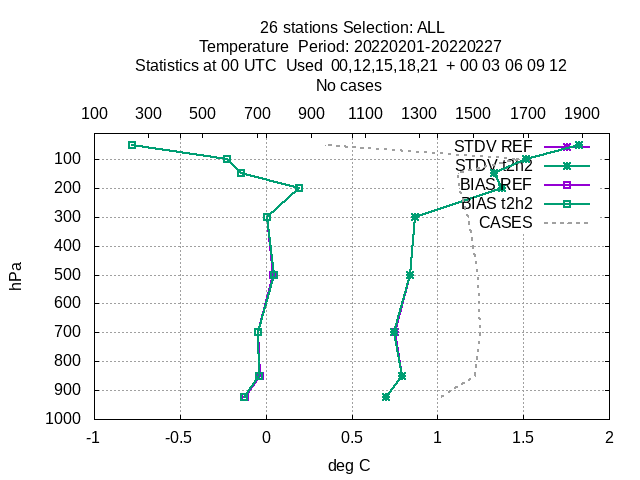 26 stations Selection: ALL
Temperature  Period: 20220201-20220227
Statistics at 00 UTC  Used  00,12,15,18,21  + 00 03 06 09 12
No cases
100 300 500 700 900 1100 1300 1500 1700 1900
STDV REF
100
STDV t2h2
200
BIAS REF
BIAS t2h2
300
CASES
400
500
600
700
800
900
1000
hPa
-1 -0.5 0 0.5 1 1.5 2
deg C